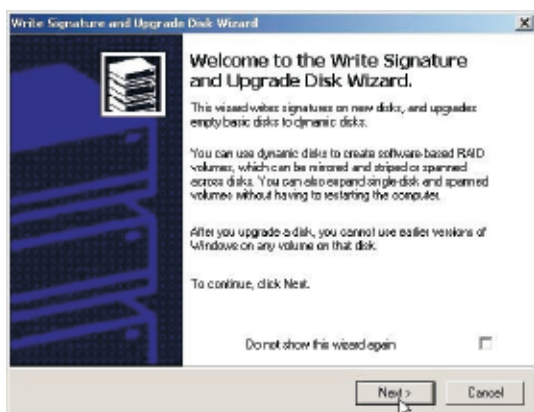 Write Signature and Upgrade Disk Wizard
Welcome to the Write Signature
and Upgrade Disk Wizard.
This wizard writes signatures on new disks, and upgrades
empty basic disks to dynamic disks.
You can use dynamic disks to create software-based RAID
volumes, which can be mirrored and striped or spanned
across disks. You can also expand single-disk and spanned
volumes without having to restarting the computer.
After you upgrade a disk, you cannot use earlier versions of
Windows on any volume on that disk.
To continue, click Next.
Do not show this wizard again
Next >
Cancel